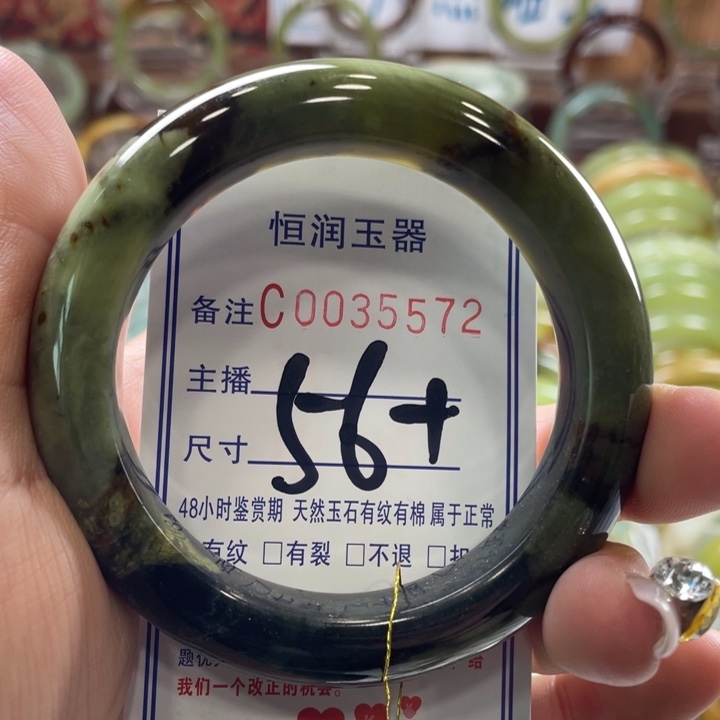 恒润玉器
备注C0035572
主播
尺寸 56+
48小时鉴赏期 天然玉石有纹有棉属于正常
有纹 □有裂 □不退 □
我们一个改正的机会。